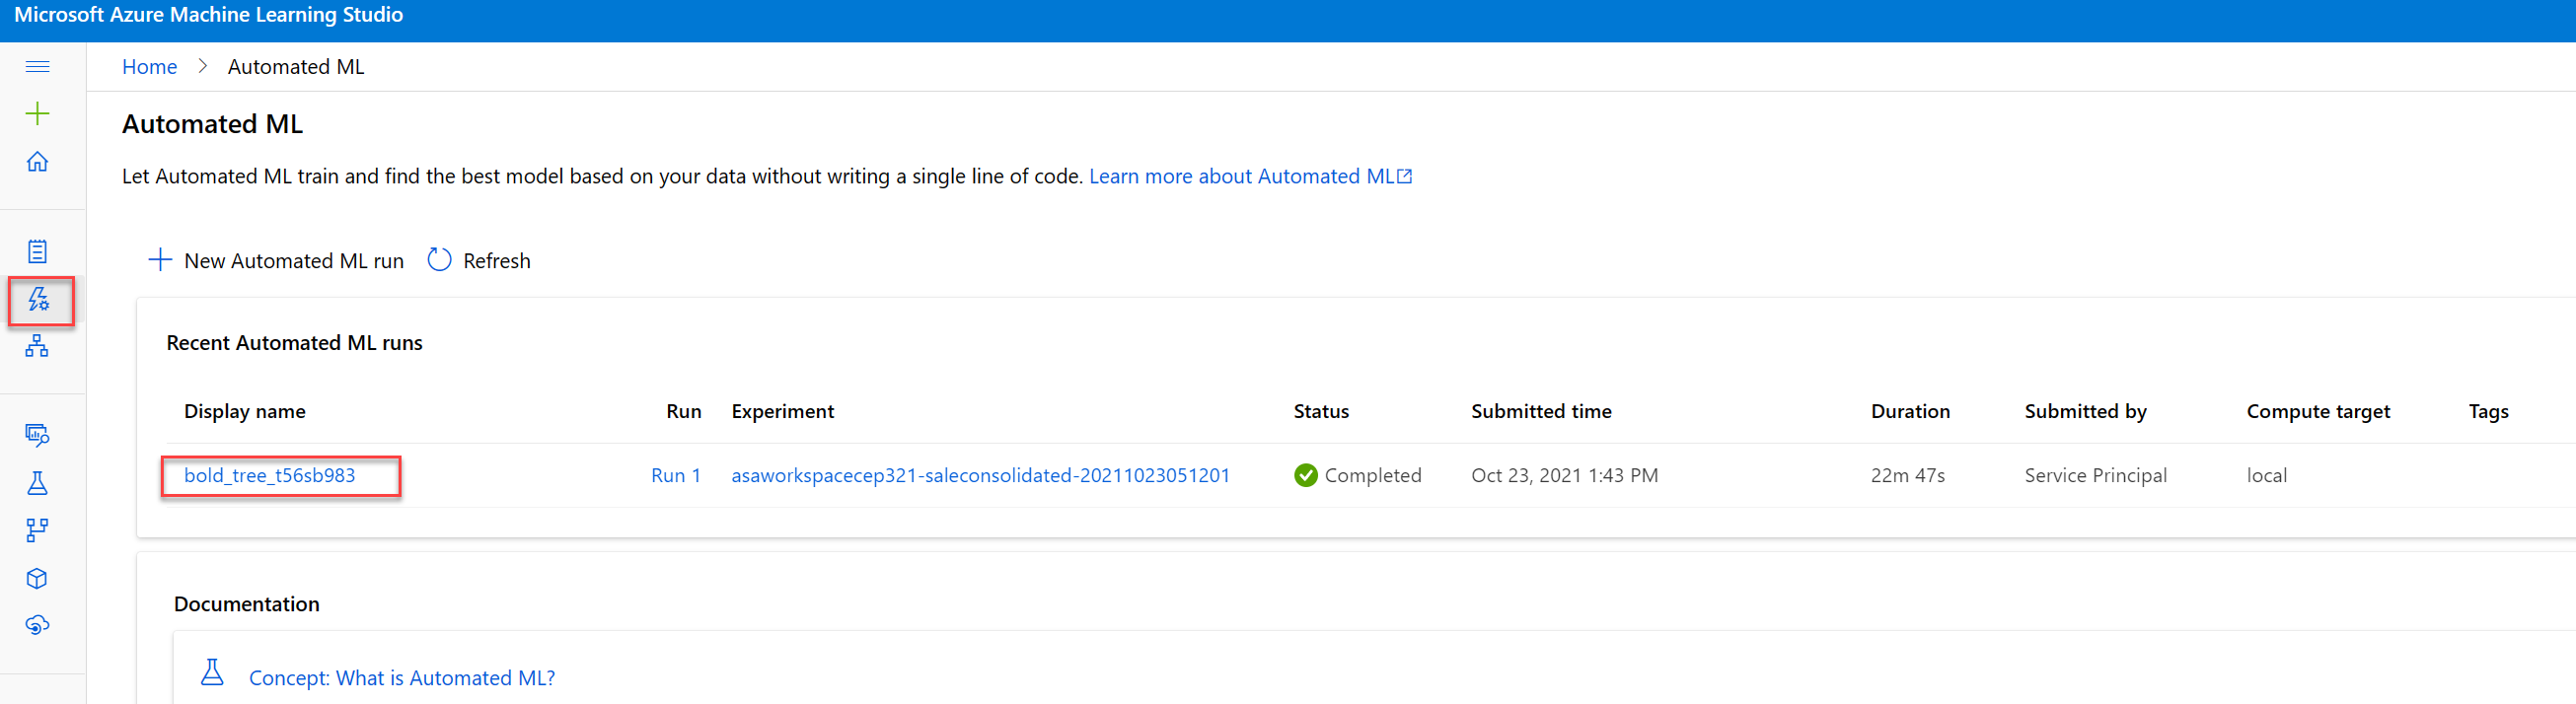 Microsoft Azure Machine Learning Studio
Home > Automated ML
Automated ML
Let Automated ML train and find the best model based on your data without writing a single line of code. Learn more about Automated ML
New Automated ML run Refresh
Recent Automated ML runs
Display name Run Experiment Status Submitted time Duration Submitted by Compute target Tags
bold_tree_t56sb983 Run 1 asaworkspacecep321-saleconsolidated-20211023051201 Completed Oct 23, 2021 1:43 PM 22m 47s Service Principal local
Documentation
Concept: What is Automated ML?